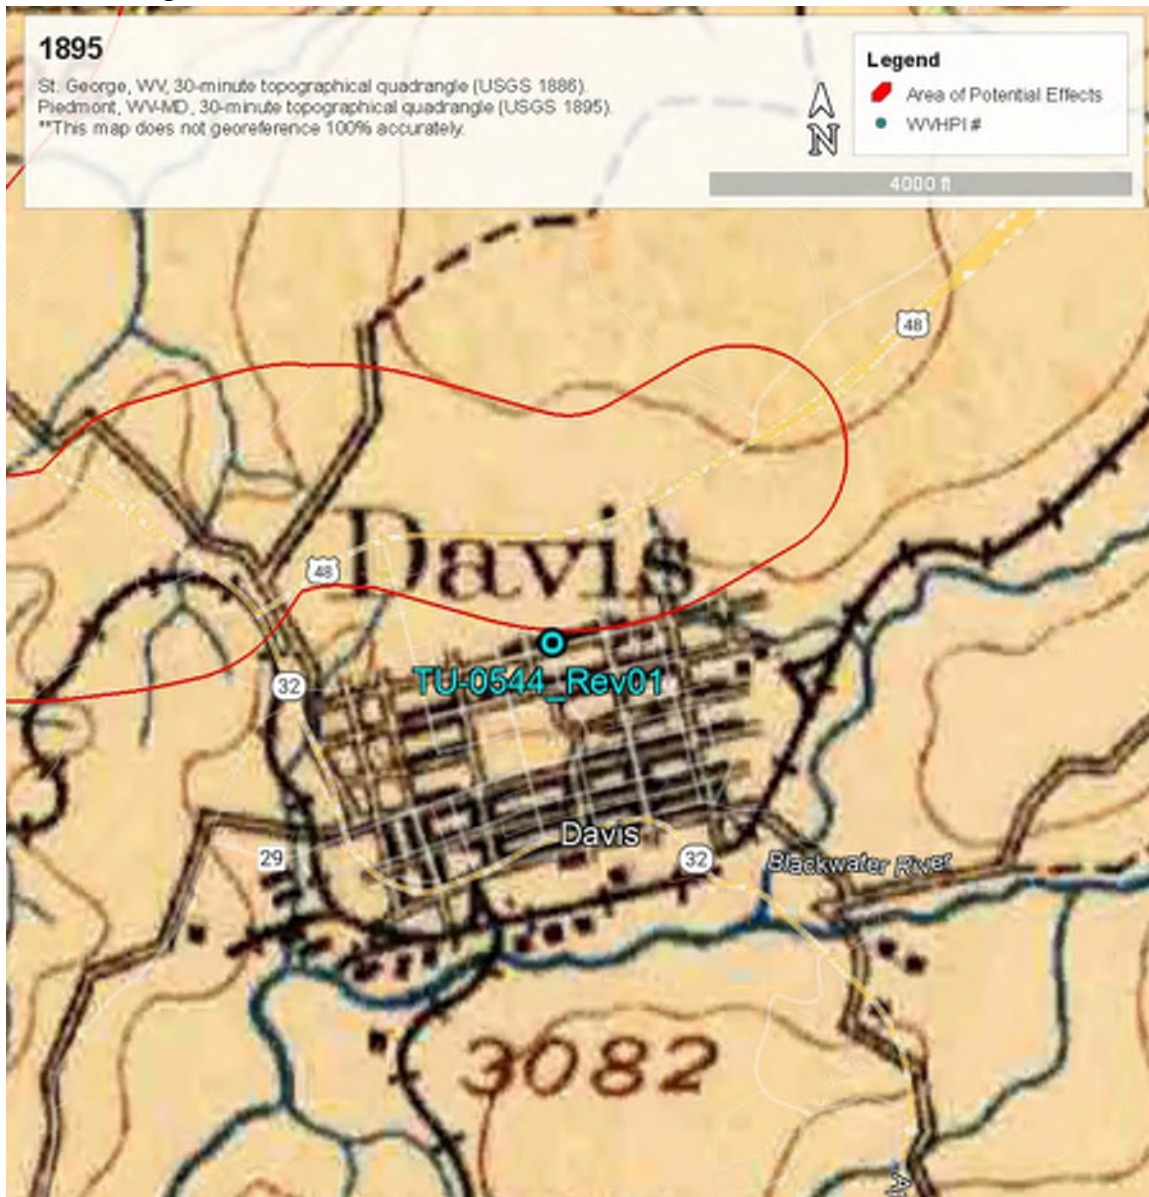 1895
St. George, WV, 30-minute topographical quadrangle (USGS 1886).
Piedmont, WV-MD, 30-minute topographical quadrangle (USGS 1895).
**This map does not georeference 100% accurately.
N
Legend
Area of Potential Effects
WVHPI #
4000 ft
48
Davis
48
TU-0544_Rev01
32
Davis
29
32
Blackwater River
3082